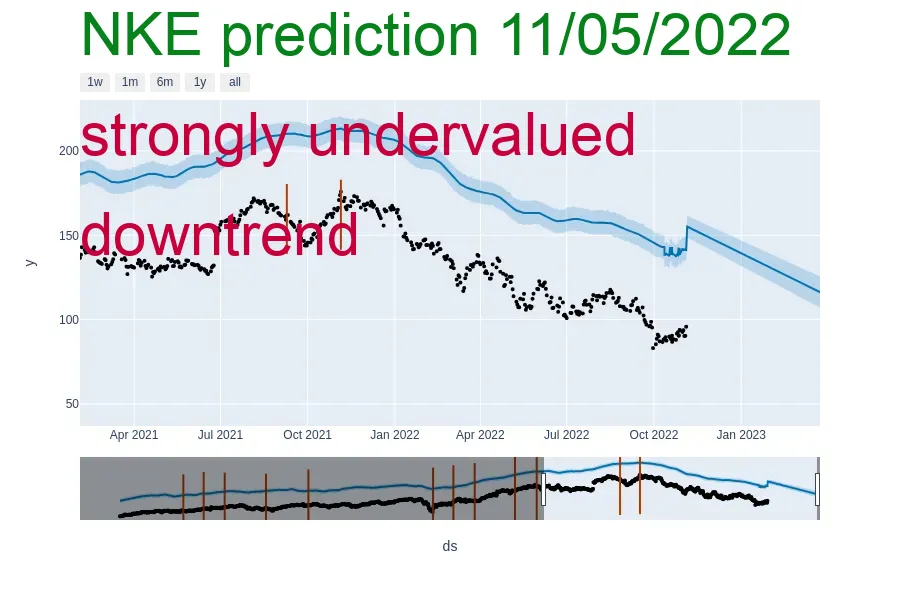 NKE prediction 11/05/2022
1w 1m 6m 1y all
strongly undervalued
downtrend
200
150
100
50
y
Apr 2021 Jul 2021 Oct 2021 Jan 2022 Apr 2022 Jul 2022 Oct 2022 Jan 2023
ds